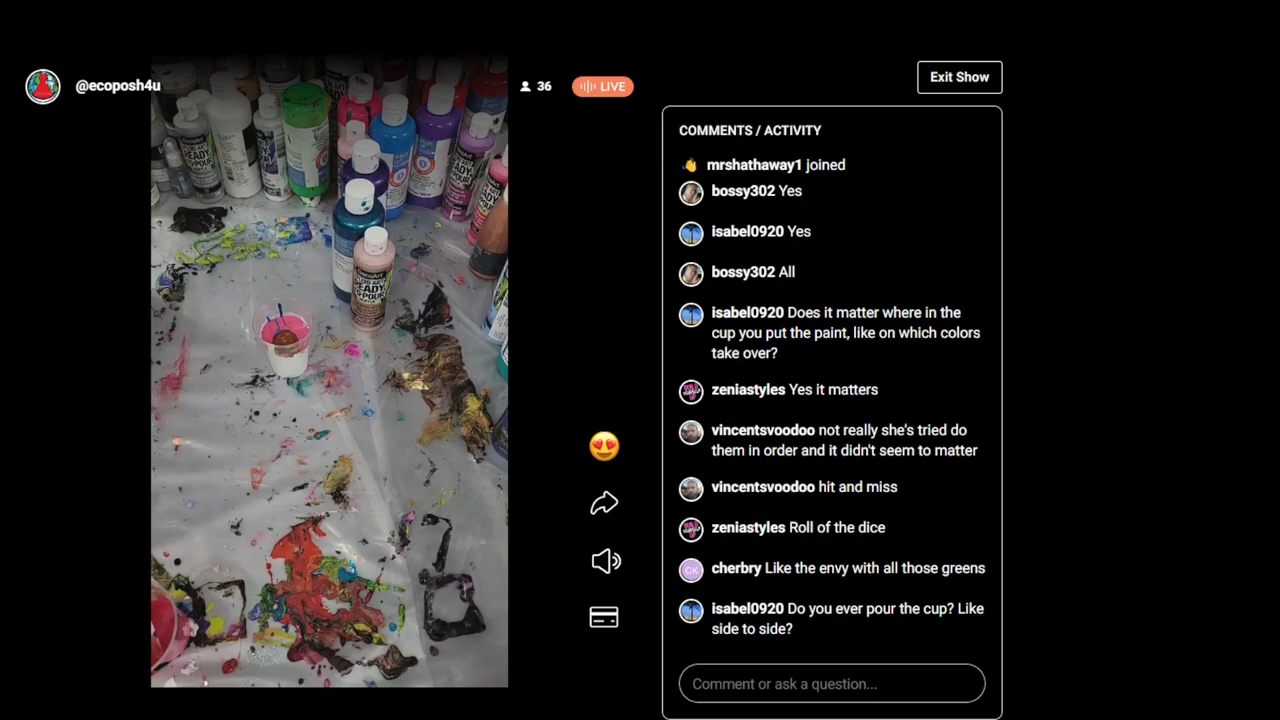 @ecoposh4u
36
LIVE
Exit Show
COMMENTS / ACTIVITY
mrshathaway1 joined
bossy302 Yes
isabel0920 Yes
bossy302 All
isabel0920 Does it matter where in the
cup you put the paint, like on which colors
take over?
zeniastyles Yes it matters
vincentsvoodoo not really she's tried do
them in order and it didn't seem to matter
vincentsvoodoo hit and miss
zeniastyles Roll of the dice
CK
cherbry Like the envy with all those greens
isabel0920 Do you ever pour the cup? Like
side to side?
Comment or ask a question...
DecoArt
READY